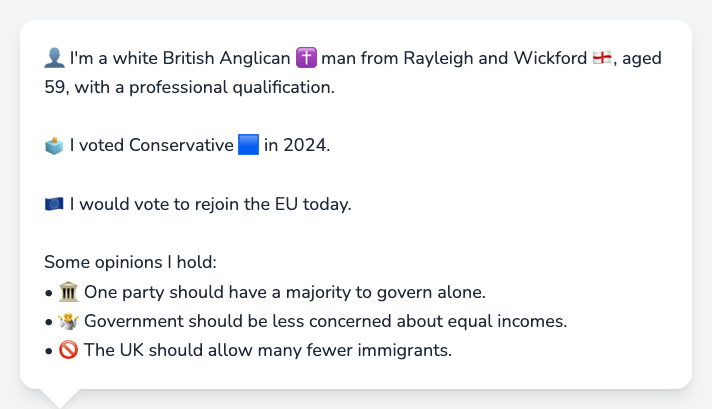 👤 I'm a white British Anglican ✝️ man from Rayleigh and Wickford 🏴󠁧󠁢󠁥󠁮󠁧󠁿, aged
59, with a professional qualification.
🗳️ I voted Conservative 🟦 in 2024.
🇪🇺 I would vote to rejoin the EU today.
Some opinions I hold:
• 🏛️ One party should have a majority to govern alone.
• 🤷 Government should be less concerned about equal incomes.
• 🚫 The UK should allow many fewer immigrants.